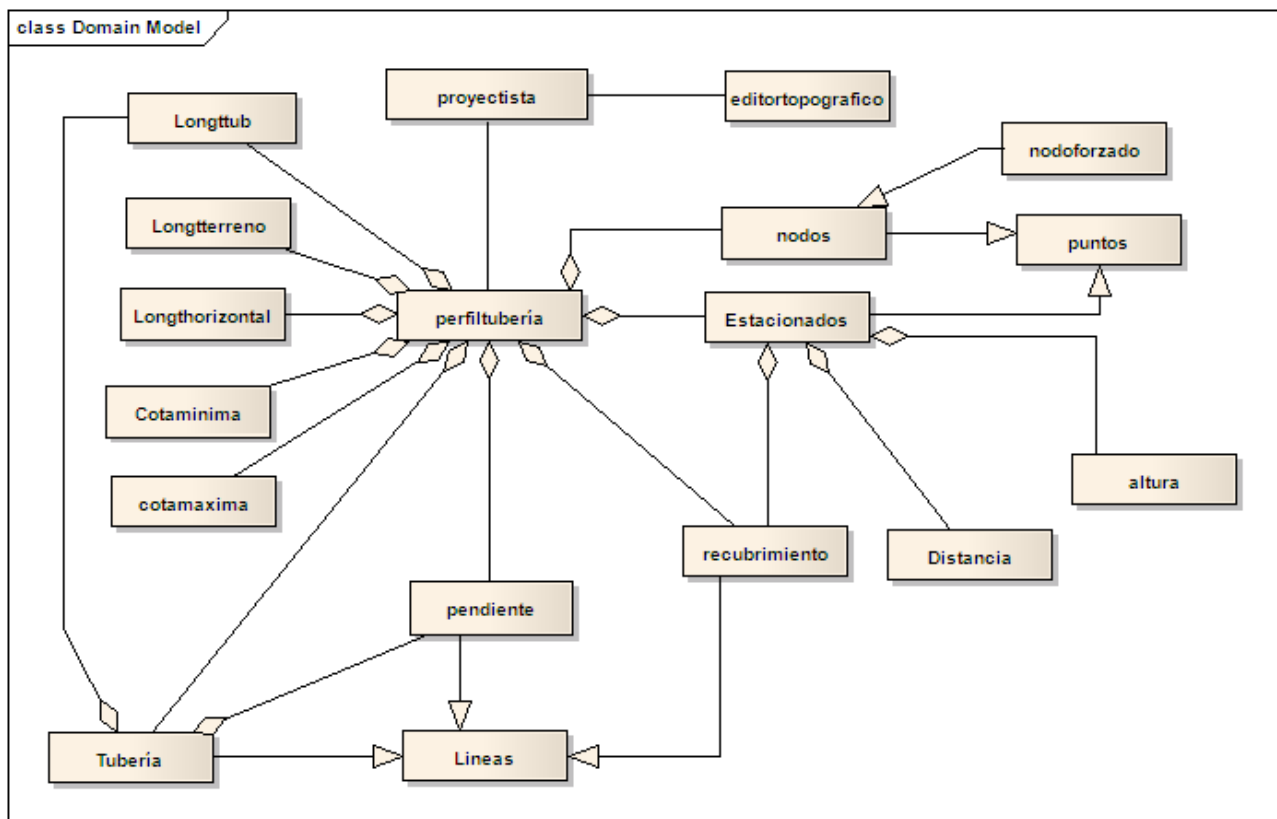 class Domain Model
proyectista
editortopografico
Longttub
nodoforzado
Longtterreno
nodos
puntos
Longthorizontal
perfiltubería
Estacionados
Cotaminima
cotamaxima
altura
recubrimiento
Distancia
pendiente
Tubería
Lineas